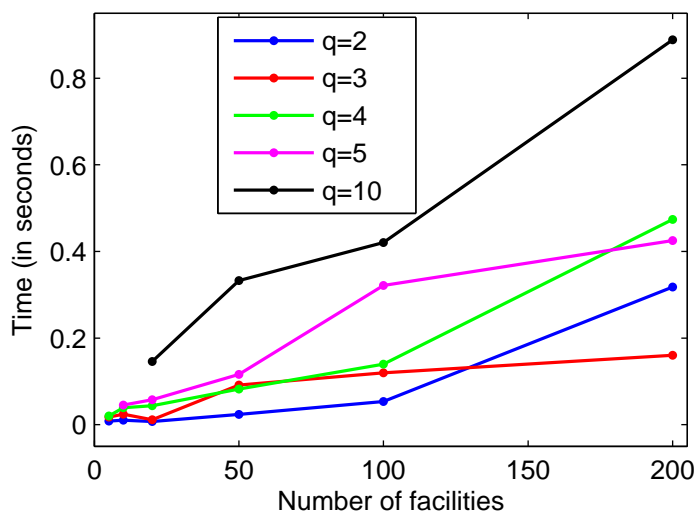 0.8
0.6
0.4
0.2
0
Time (in seconds)
q=2
q=3
q=4
q=5
q=10
0 50 100 150 200
Number of facilities